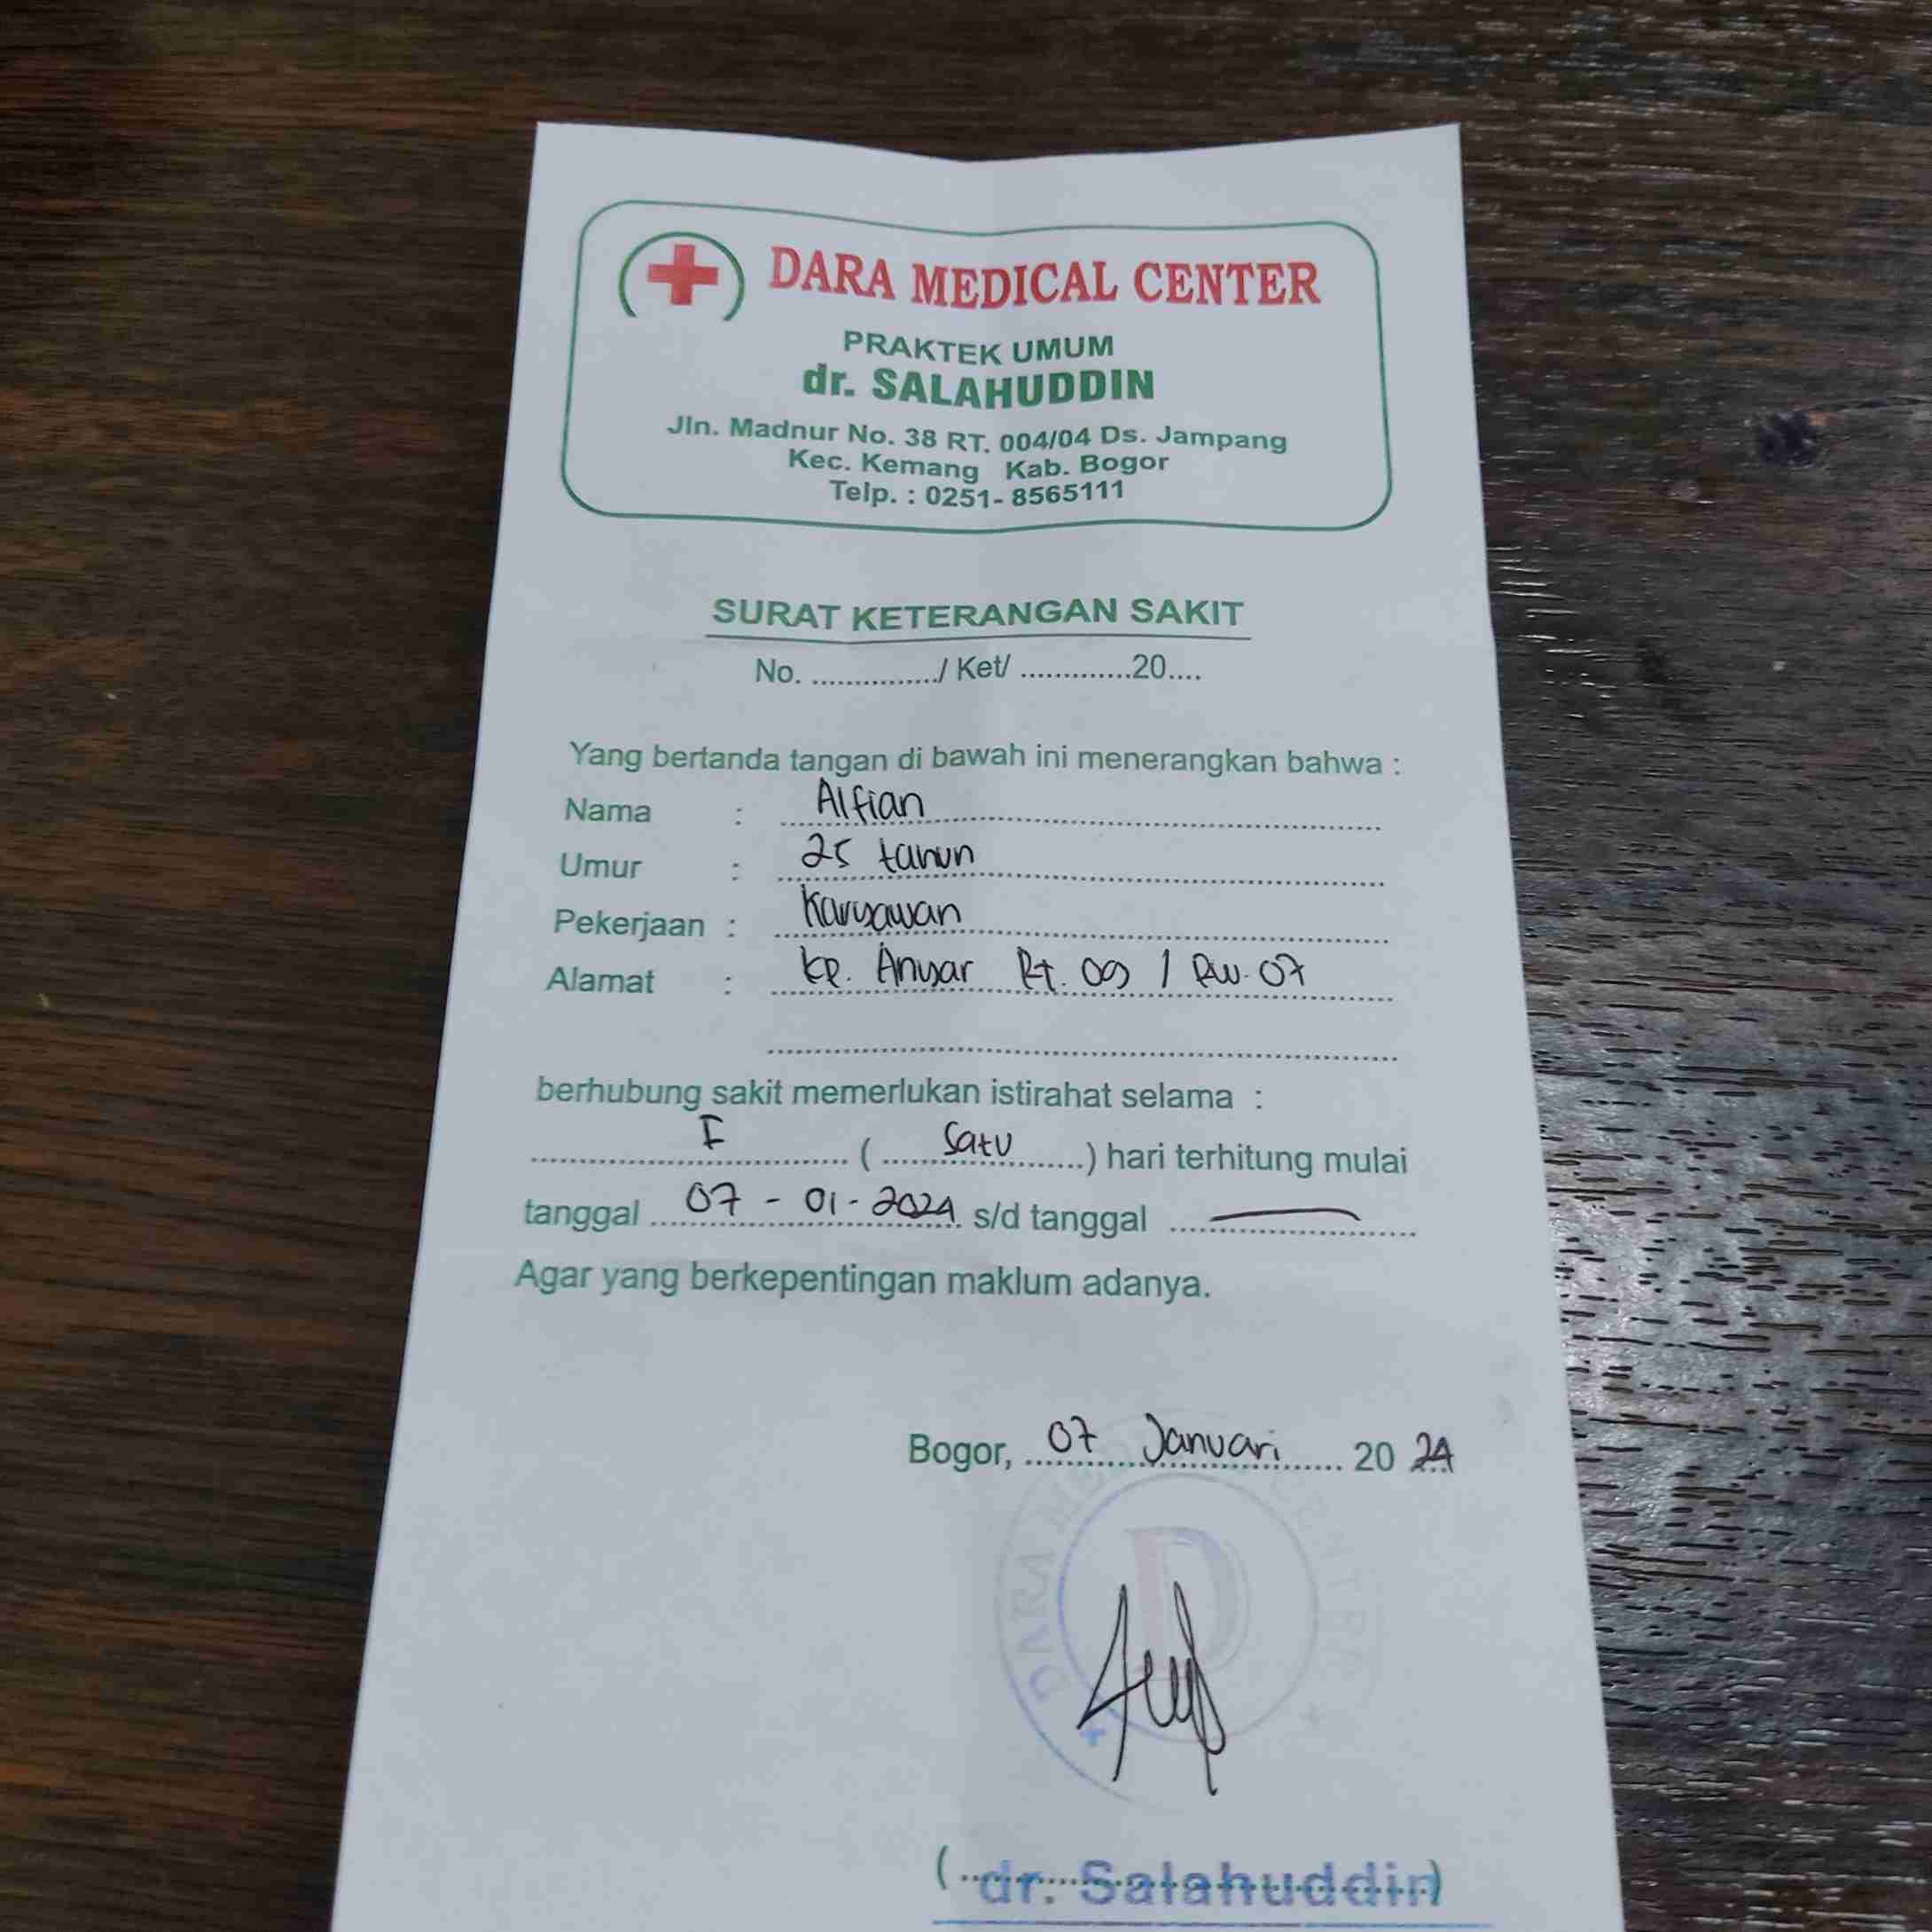 DARA MEDICAL CENTER
PRAKTEK UMUM
dr. SALAHUDDIN
Jln. Madnur No. 38 RT. 004/04 Ds. Jampang
Kec. Kemang Kab. Bogor
Telp. : 0251- 8565111
SURAT KETERANGAN SAKIT
No. .............../ Ket/ .............20....
Yang bertanda tangan di bawah ini menerangkan bahwa :
Nama : Alfian
Umur : 25 tahun
Pekerjaan : Karyawan
Alamat : kp. Anyar Rt. 09 / Rw. 07
berhubung sakit memerlukan istirahat selama :
I ( Satu ) hari terhitung mulai
tanggal 07 - 01 - 2024 s/d tanggal —
Agar yang berkepentingan maklum adanya.
Bogor, 07 Januari 2024
DARA
D
(dr. Salahuddin)